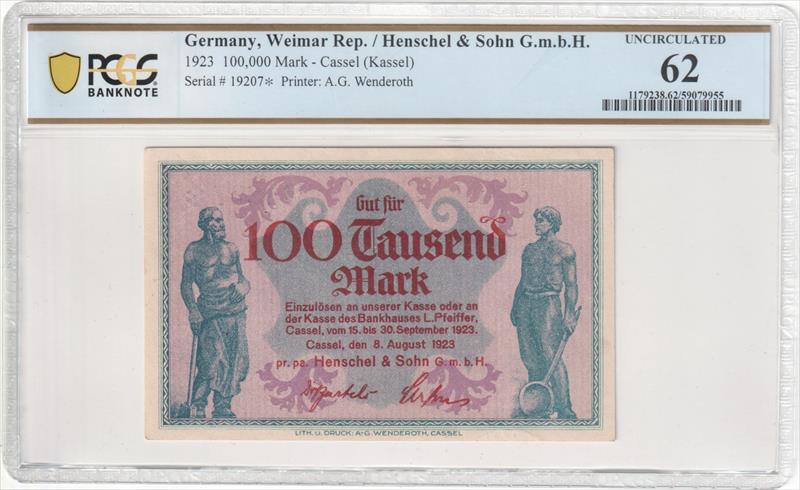 Germany, Weimar Rep. / Henschel & Sohn G.m.b.H.
1923 100,000 Mark - Cassel (Kassel)
Serial # 19207* Printer: A.G. Wenderoth
PCGS
BANKNOTE
UNCIRCULATED
62
1179238.62/59079955
Gut für
100 Tausend
Mark
Einzulösen an unserer Kasse oder an
der Kasse des Bankhauses L.Pfeiffer,
Cassel, vom 15. bis 30. September 1923.
Cassel, den 8. August 1923
pr. pa. Henschel & Sohn G.m.b.H.
LITH. u. DRUCK: A-G. WENDEROTH, CASSEL